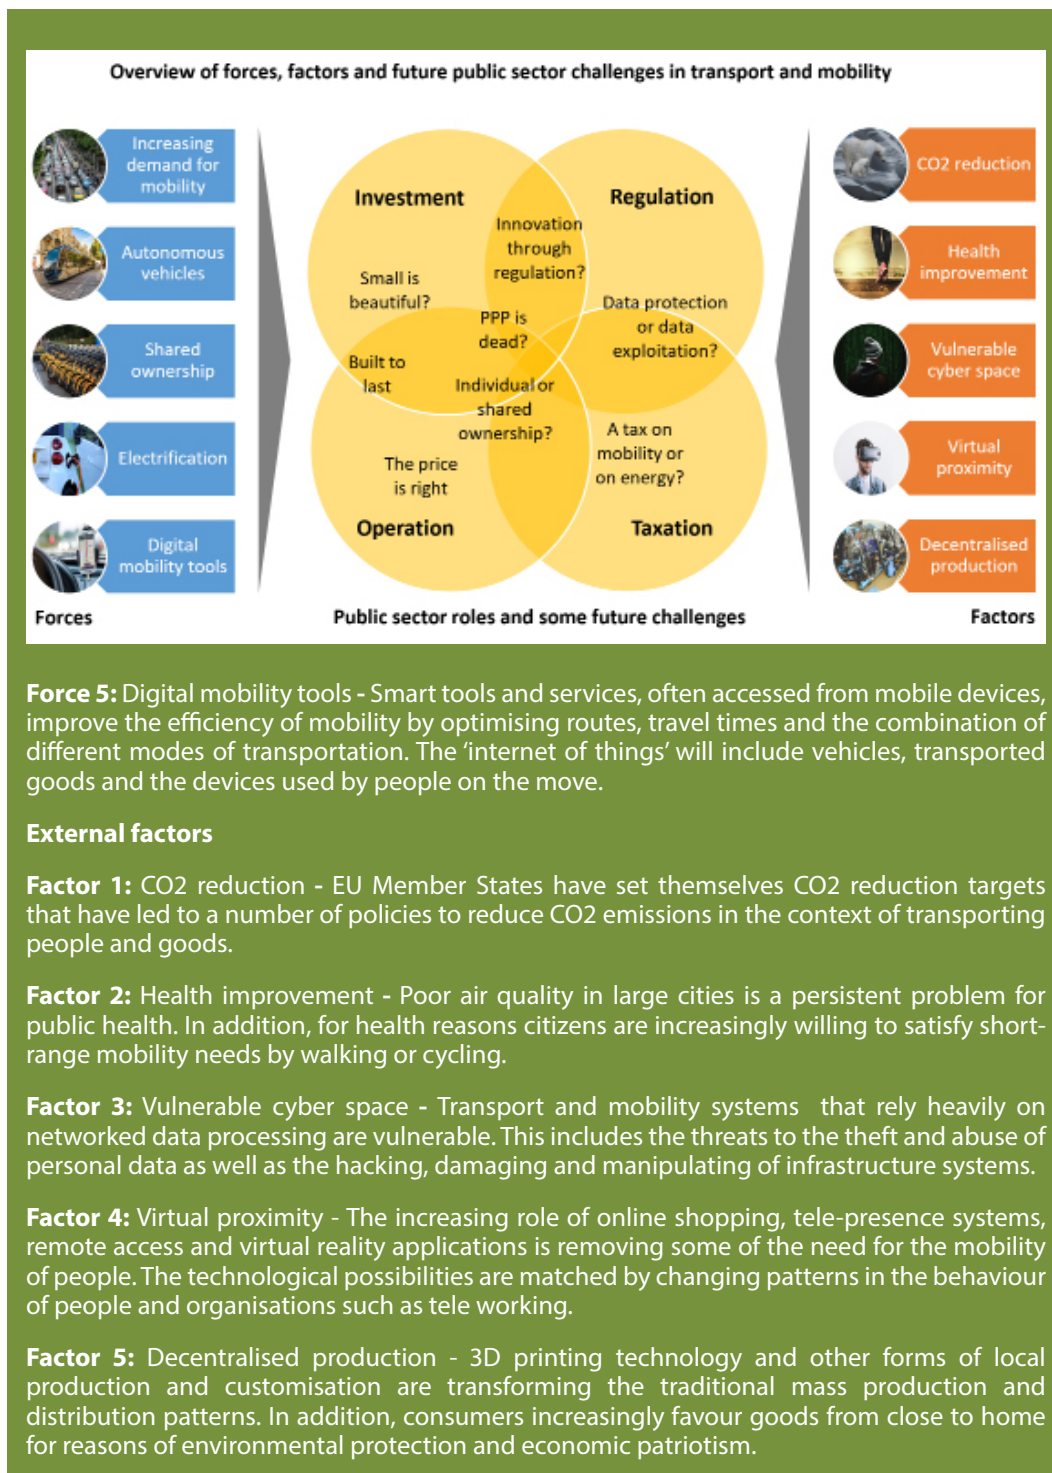 Overview of forces, factors and future public sector challenges in transport and mobility
Increasing
demand for
mobility
Autonomous
vehicles
Shared
ownership
Electrification
Digital
mobility tools
Forces
Investment
Regulation
Innovation
through
regulation?
Small is
beautiful?
PPP is
dead?
Data protection
or data
exploitation?
Built to
last
Individual or
shared
ownership?
A tax on
mobility or
on energy?
The price
is right
Operation
Taxation
Public sector roles and some future challenges
CO2 reduction
Health
improvement
Vulnerable
cyber space
Virtual
proximity
Decentralised
production
Factors
Force 5: Digital mobility tools - Smart tools and services, often accessed from mobile devices,
improve the efficiency of mobility by optimising routes, travel times and the combination of
different modes of transportation. The ‘internet of things’ will include vehicles, transported
goods and the devices used by people on the move.
External factors
Factor 1: CO2 reduction - EU Member States have set themselves CO2 reduction targets
that have led to a number of policies to reduce CO2 emissions in the context of transporting
people and goods.
Factor 2: Health improvement - Poor air quality in large cities is a persistent problem for
public health. In addition, for health reasons citizens are increasingly willing to satisfy short-
range mobility needs by walking or cycling.
Factor 3: Vulnerable cyber space - Transport and mobility systems that rely heavily on
networked data processing are vulnerable. This includes the threats to the theft and abuse of
personal data as well as the hacking, damaging and manipulating of infrastructure systems.
Factor 4: Virtual proximity - The increasing role of online shopping, tele-presence systems,
remote access and virtual reality applications is removing some of the need for the mobility
of people. The technological possibilities are matched by changing patterns in the behaviour
of people and organisations such as tele working.
Factor 5: Decentralised production - 3D printing technology and other forms of local
production and customisation are transforming the traditional mass production and
distribution patterns. In addition, consumers increasingly favour goods from close to home
for reasons of environmental protection and economic patriotism.